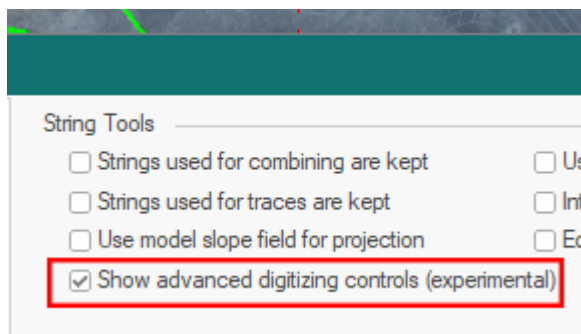 String Tools
Strings used for combining are kept
Strings used for traces are kept
Use model slope field for projection
Show advanced digitizing controls (experimental)